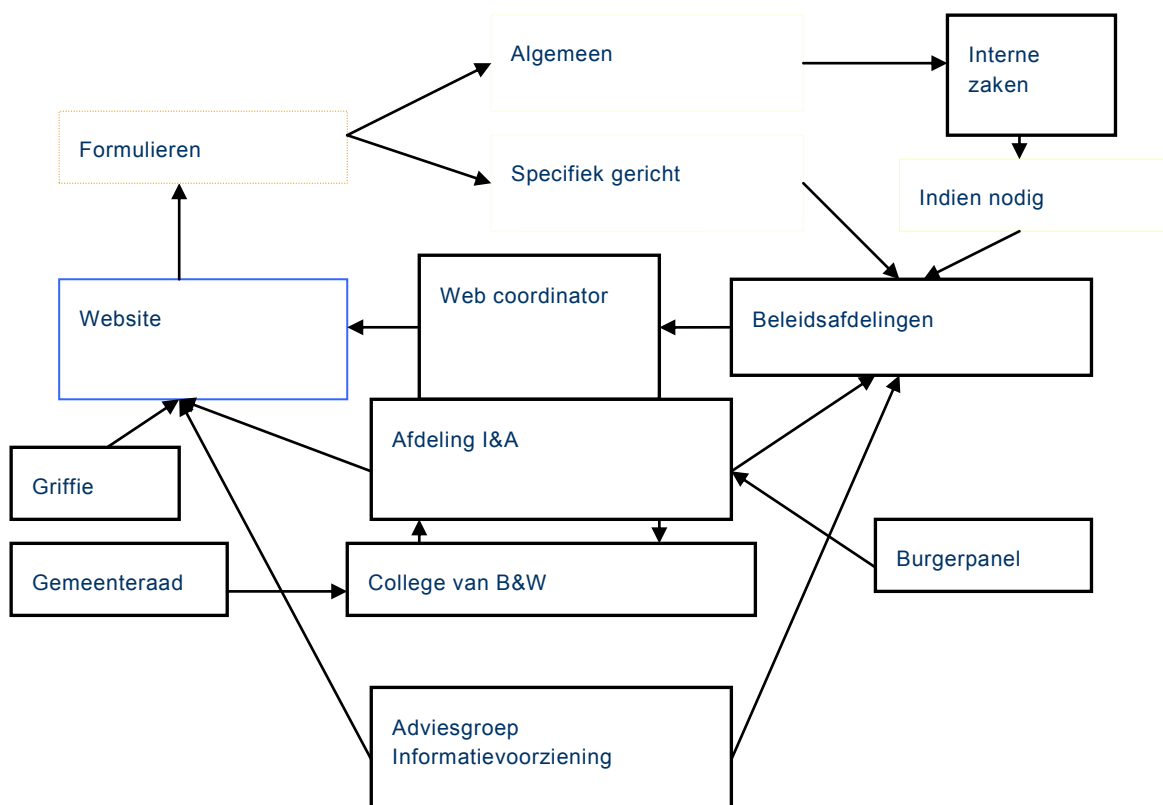 Algemeen
Interne
zaken
Formulieren
Specifiek gericht
Indien nodig
Website
Web coordinator
Beleidsafdelingen
Afdeling I&A
Griffie
Gemeenteraad
College van B&W
Burgerpanel
Adviesgroep
Informatievoorziening